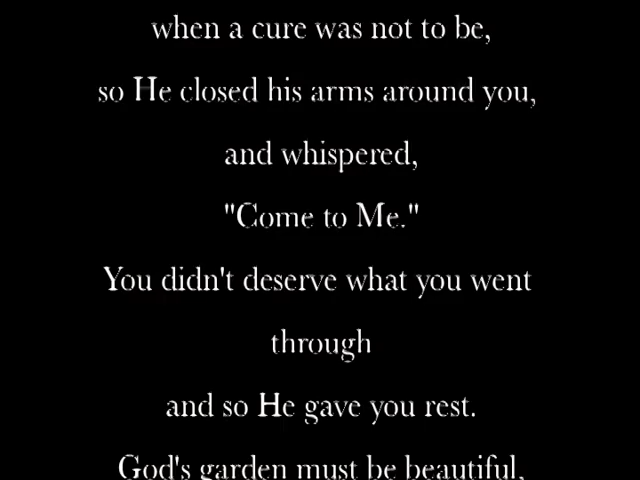 when a cure was not to be,
so He closed his arms around you,
and whispered,
"Come to Me."
You didn't deserve what you went
through
and so He gave you rest.
God's garden must be beautiful,